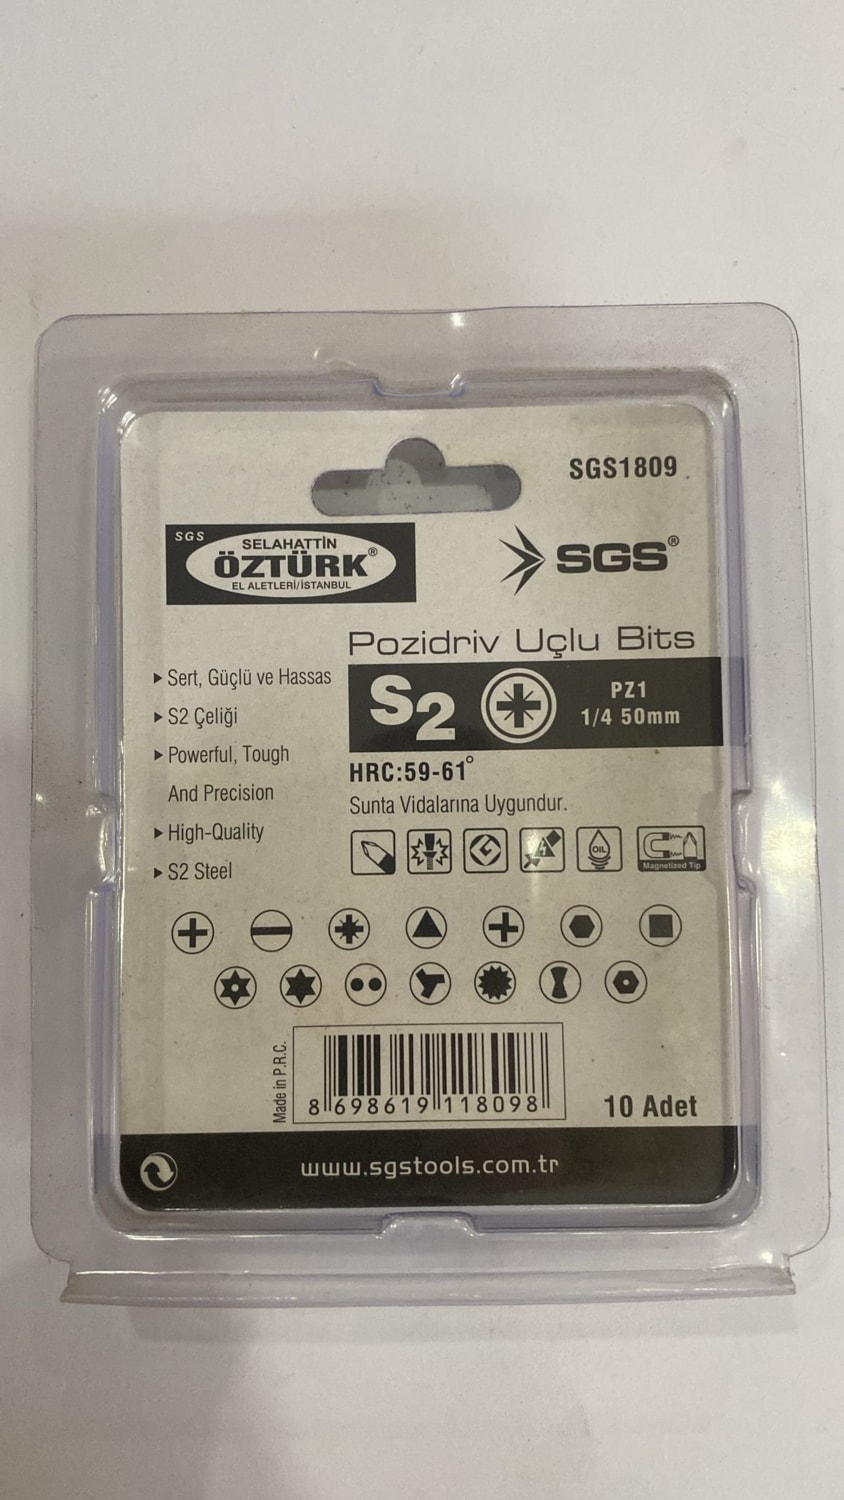 SGS1809
SGS
SELAHATTİN
ÖZTÜRK®
EL ALETLERİ/İSTANBUL
SGS®
Pozidriv Uçlu Bits
S2
PZ1
1/4 50mm
HRC:59-61°
Sunta Vidalarına Uygundur.
▸ Sert, Güçlü ve Hassas
▸ S2 Çeliği
▸ Powerful, Tough
And Precision
▸ High-Quality
▸ S2 Steel
OIL
Magnetized Tip
Made in P.R.C.
8 698619 118098
10 Adet
www.sgstools.com.tr